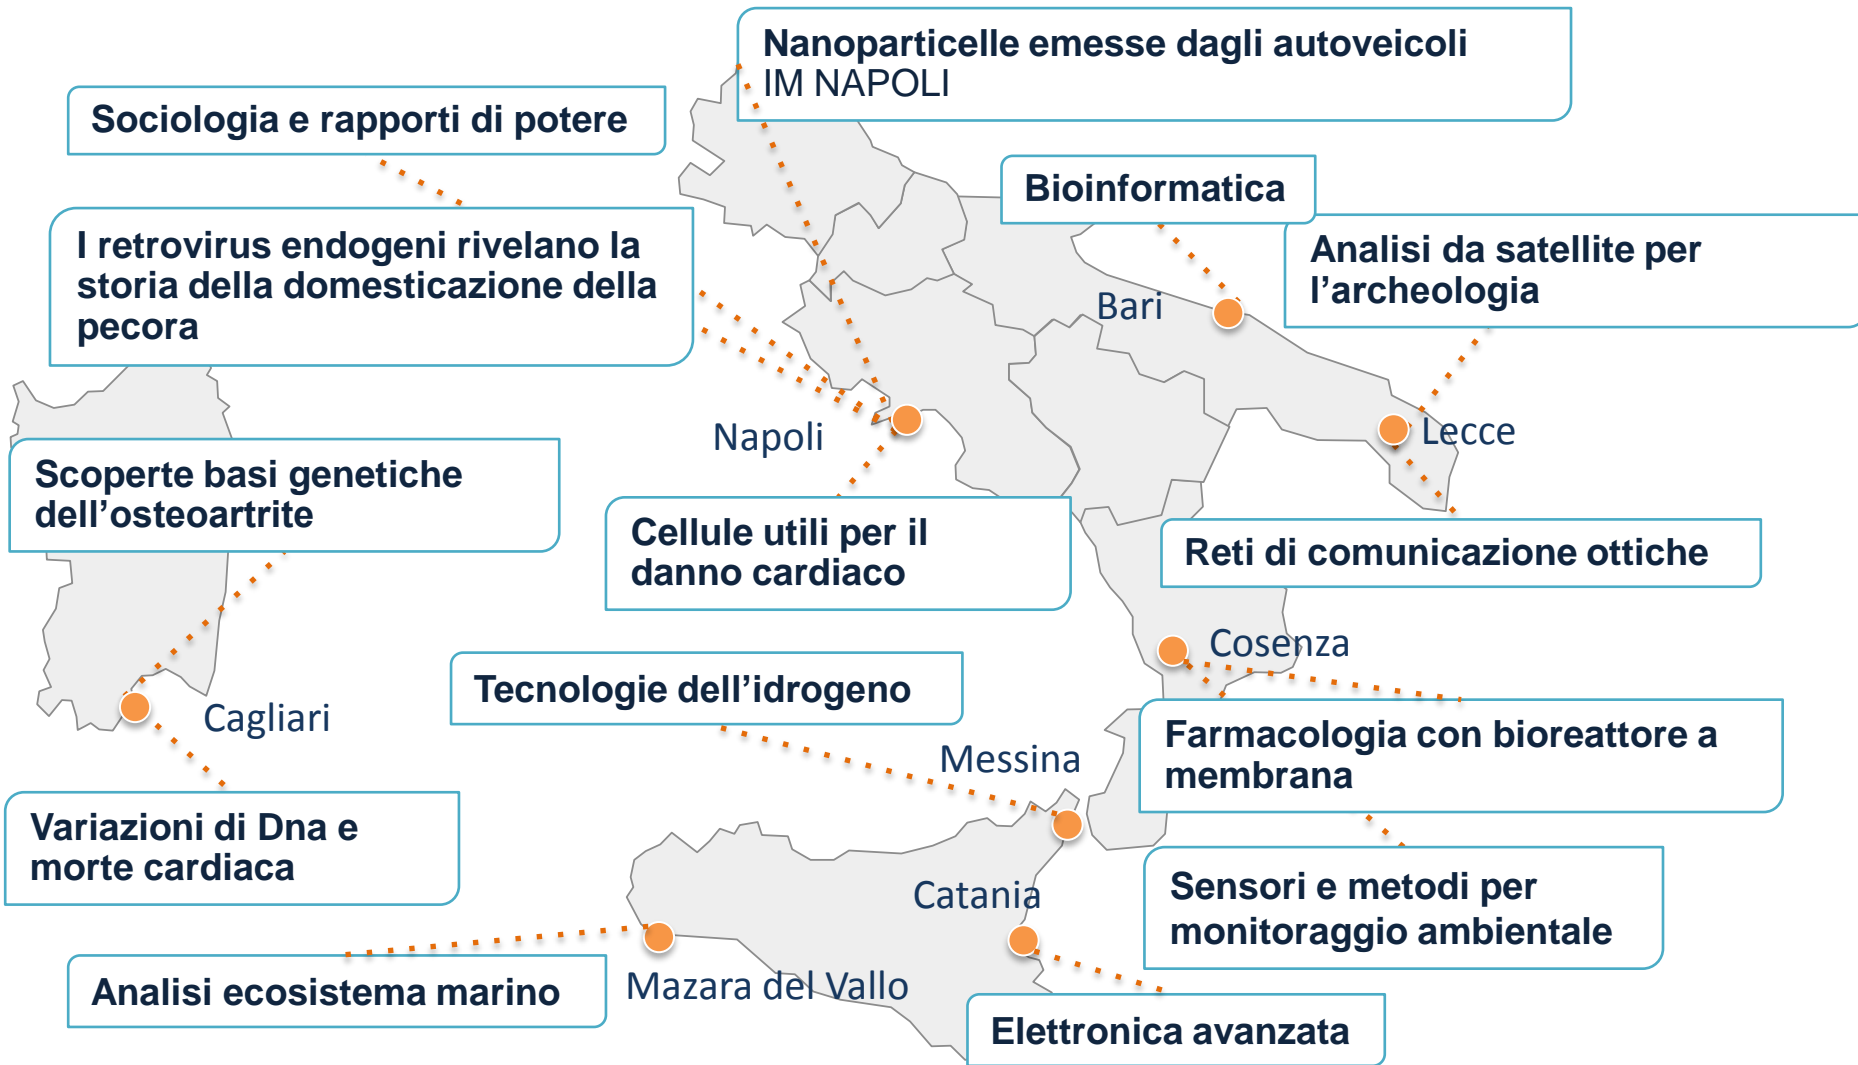 Nanoparticelle emesse dagli autoveicoli
IM NAPOLI
Sociologia e rapporti di potere
Bioinformatica
I retrovirus endogeni rivelano la
storia della domesticazione della
pecora
Analisi da satellite per
l’archeologia
Bari
Napoli
Lecce
Scoperte basi genetiche
dell’osteoartrite
Cellule utili per il
danno cardiaco
Reti di comunicazione ottiche
Cosenza
Tecnologie dell’idrogeno
Cagliari
Farmacologia con bioreattore a
membrana
Messina
Variazioni di Dna e
morte cardiaca
Catania
Sensori e metodi per
monitoraggio ambientale
Analisi ecosistema marino
Mazara del Vallo
Elettronica avanzata